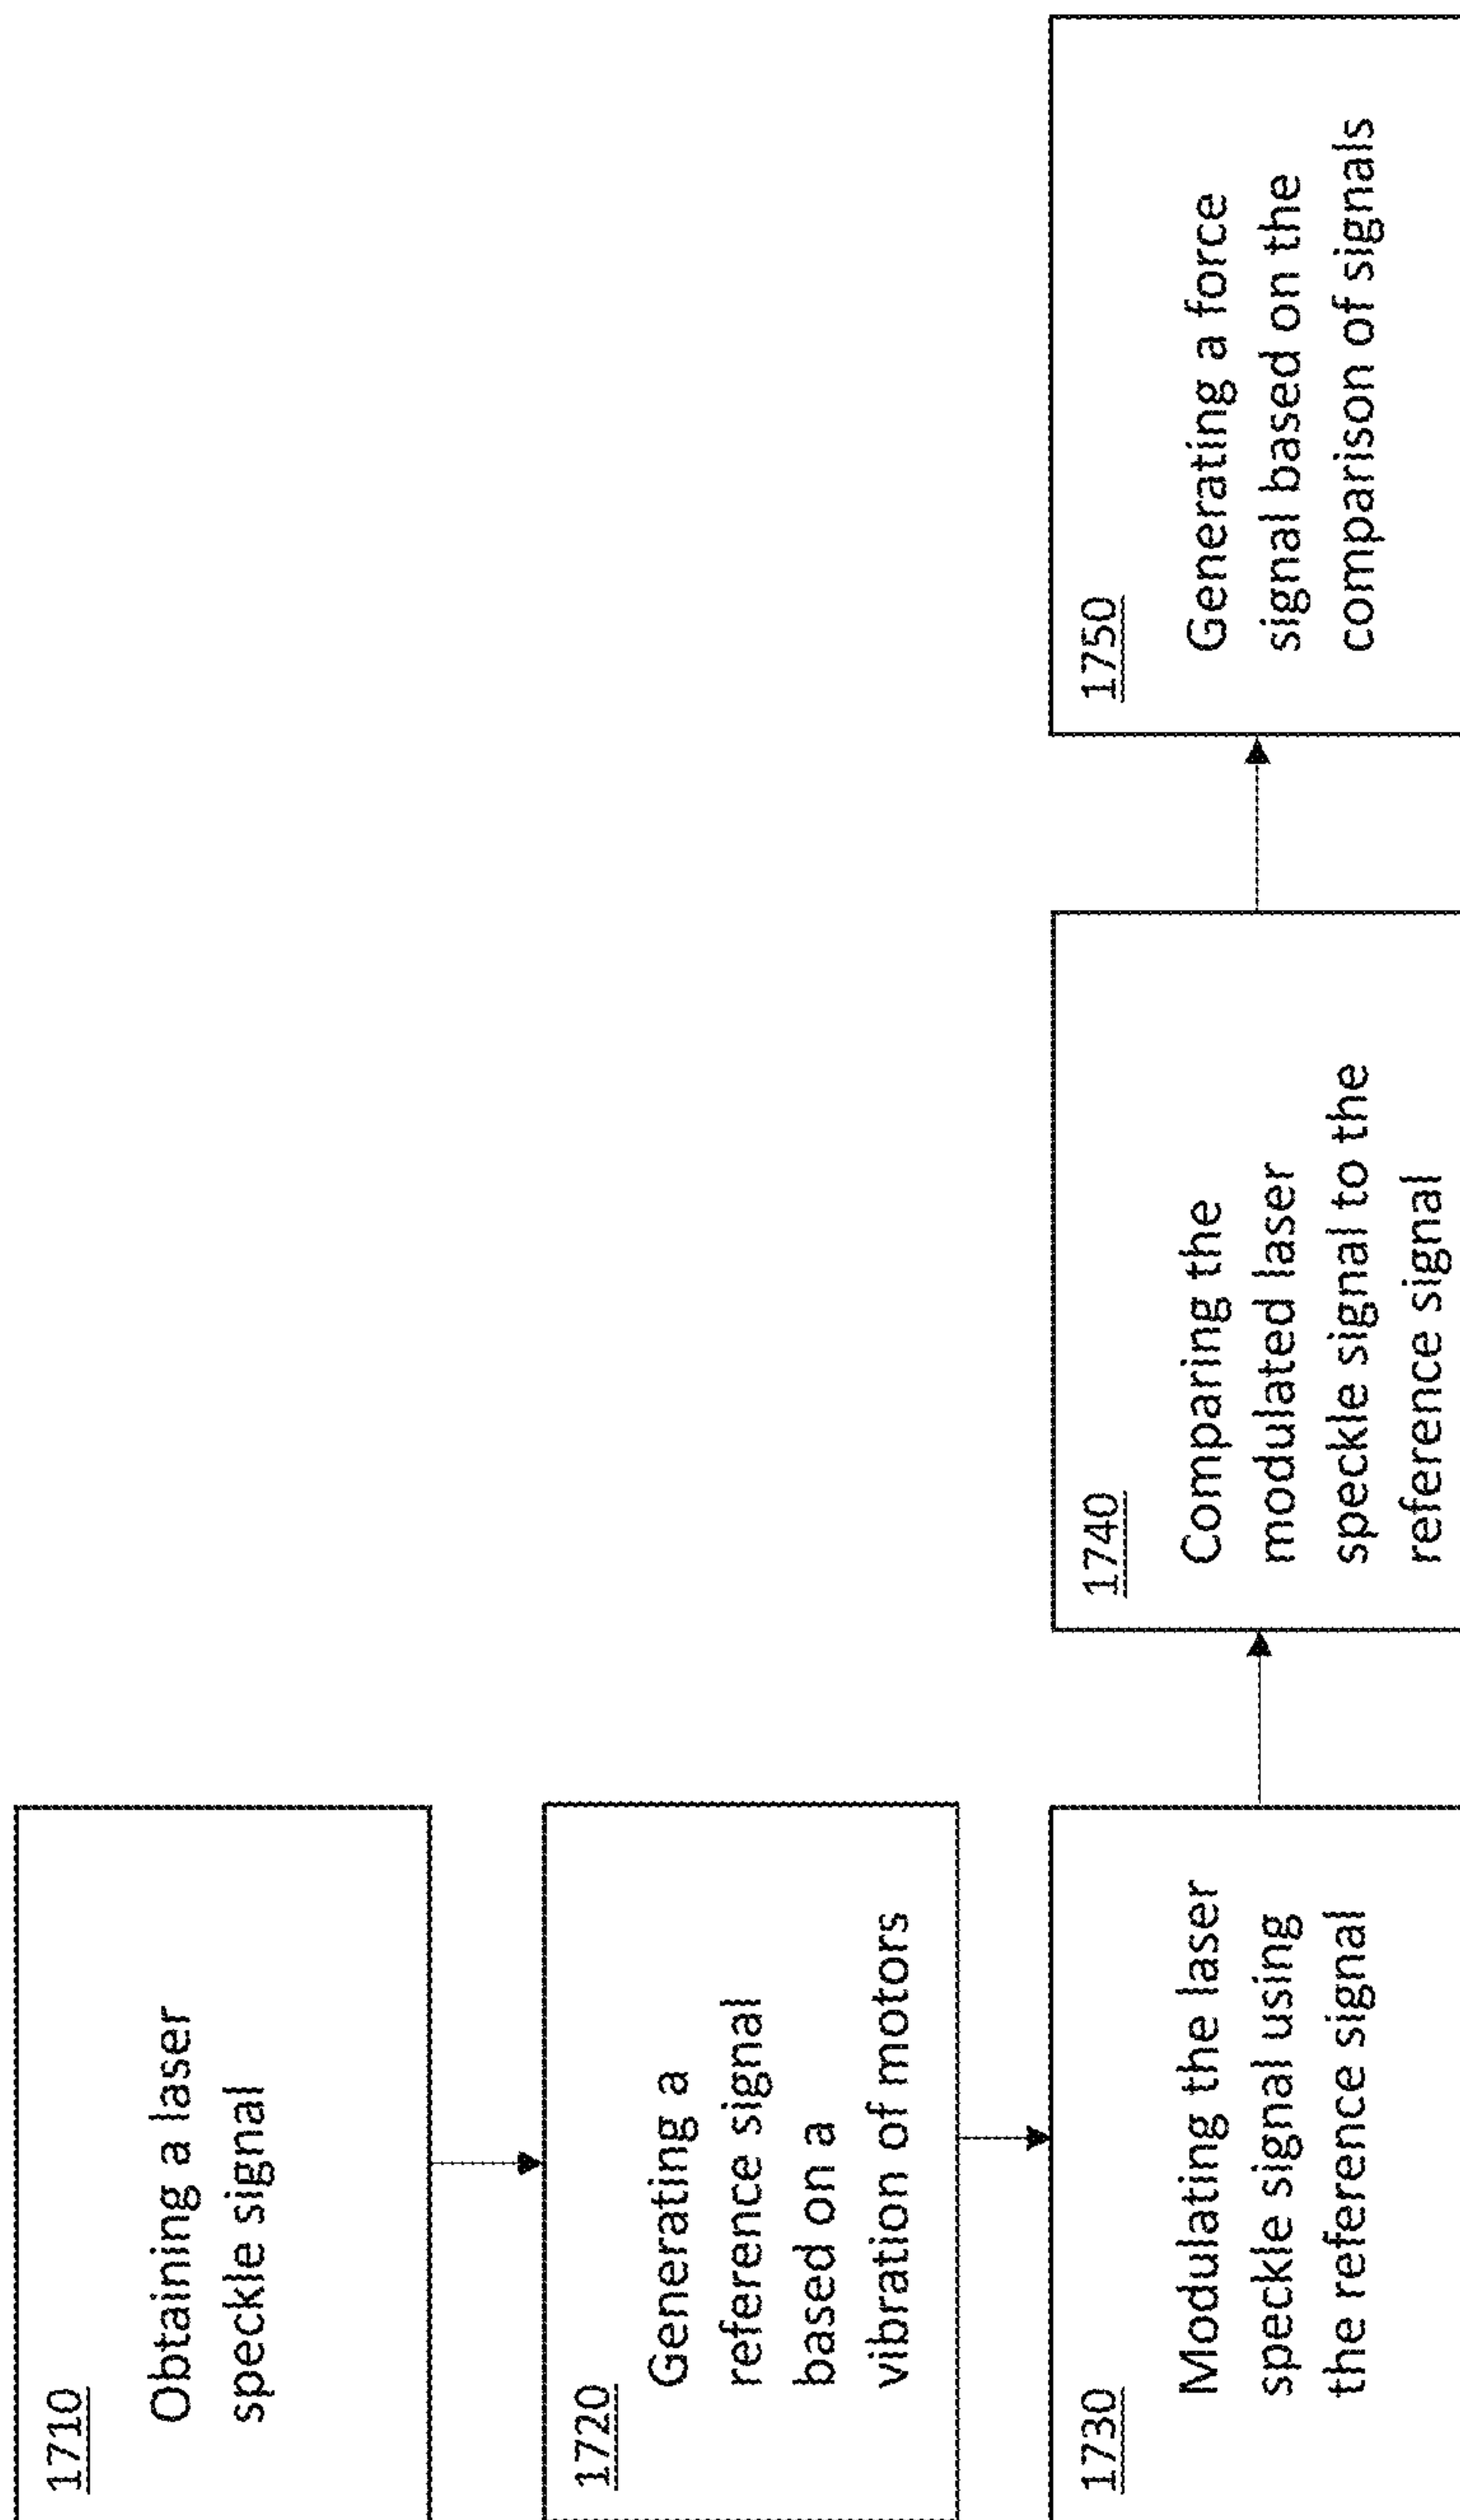 1710
Obtaining a laser
speckle signal
1720
Generating a
reference signal
based on a
vibration of motors
1730
Modulating the laser
speckle signal using
the reference signal
1740
Comparing the
modulated laser
speckle signal to the
reference signal
1750
Generating a force
signal based on the
comparison of signals